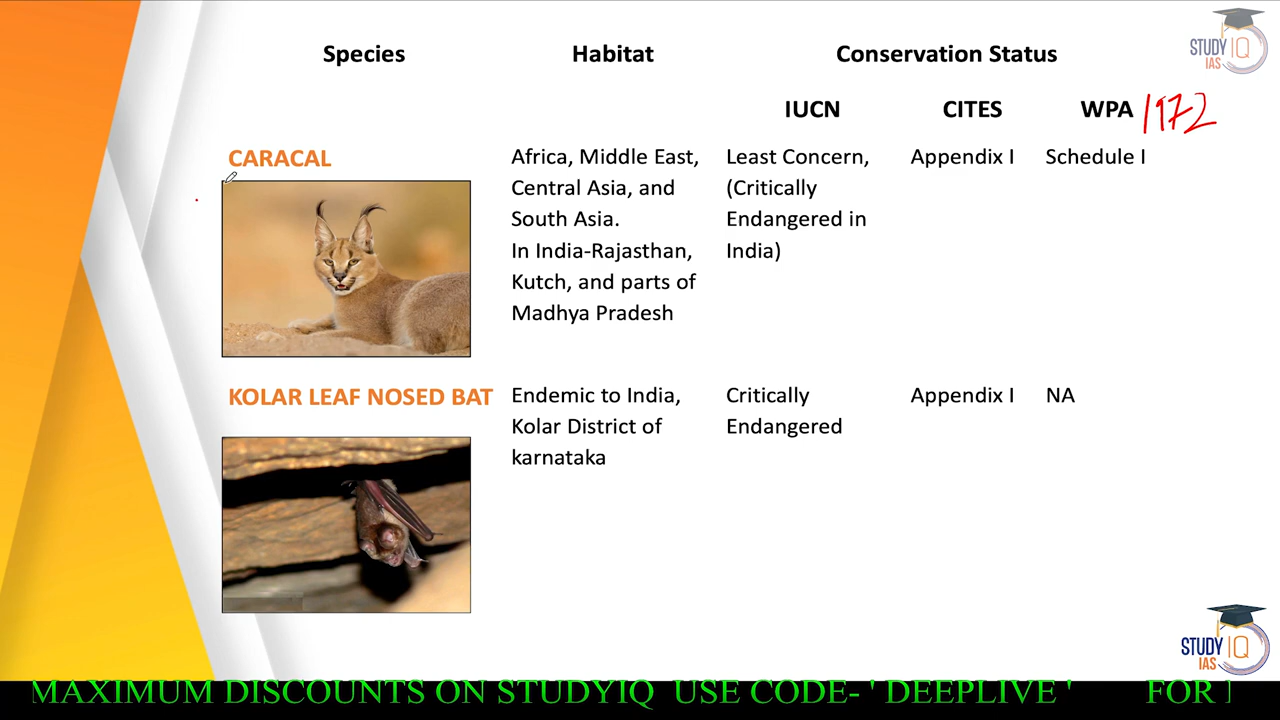 STUDY IQ
IAS
Species Habitat Conservation Status
IUCN CITES WPA 1972
CARACAL
Africa, Middle East,
Central Asia, and
South Asia.
In India-Rajasthan,
Kutch, and parts of
Madhya Pradesh
Least Concern,
(Critically
Endangered in
India)
Appendix I
Schedule I
KOLAR LEAF NOSED BAT
Endemic to India,
Kolar District of
karnataka
Critically
Endangered
Appendix I
NA
STUDY IQ
IAS
MAXIMUM DISCOUNTS ON STUDYIQ USE CODE- ' DEEPLIVE ' FOR